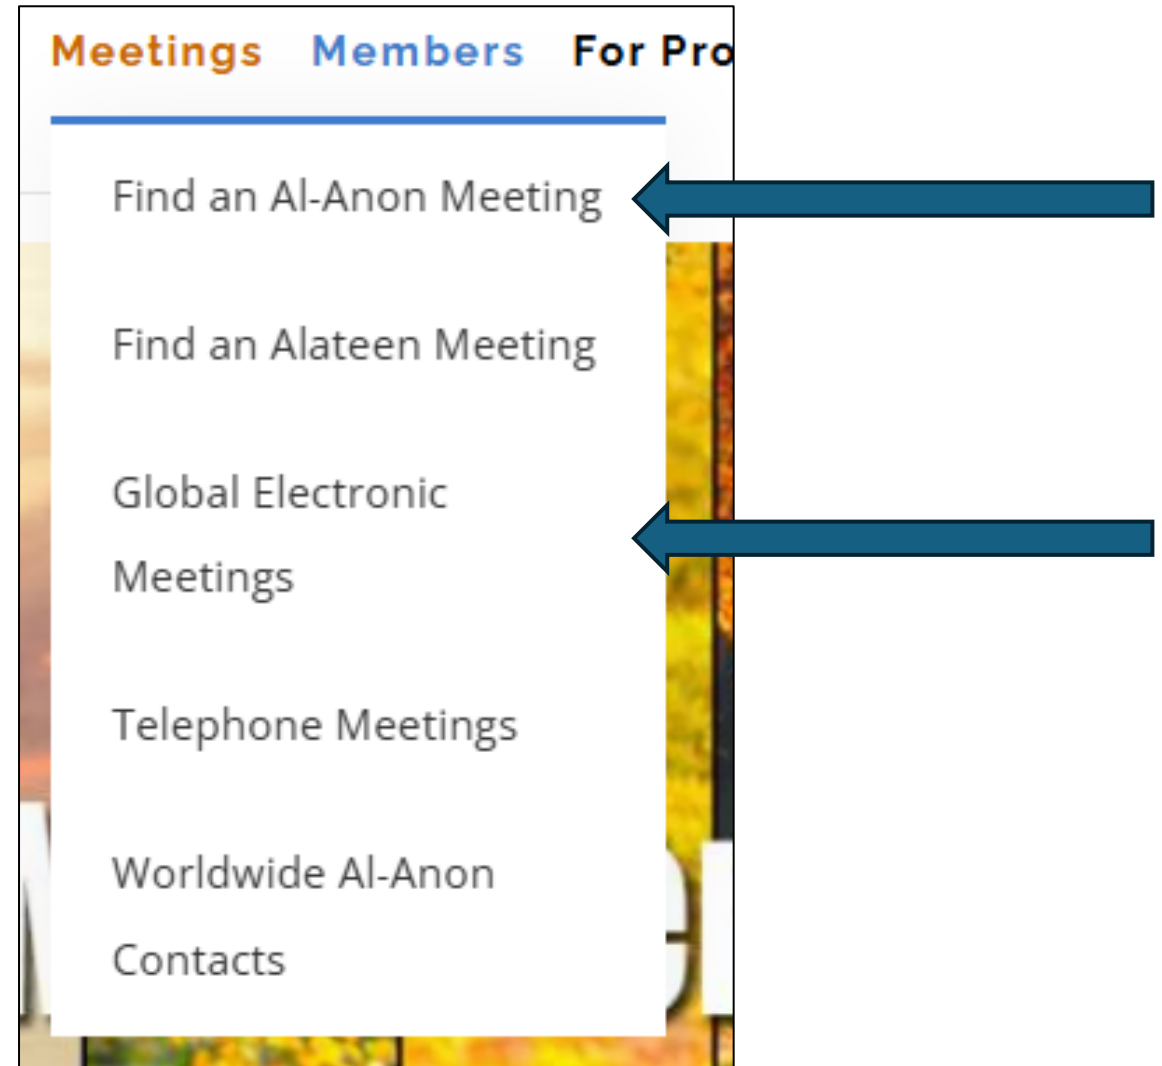 Meetings Members For Pro
Find an Al-Anon Meeting
Find an Alateen Meeting
Global Electronic
Meetings
Telephone Meetings
Worldwide Al-Anon
Contacts